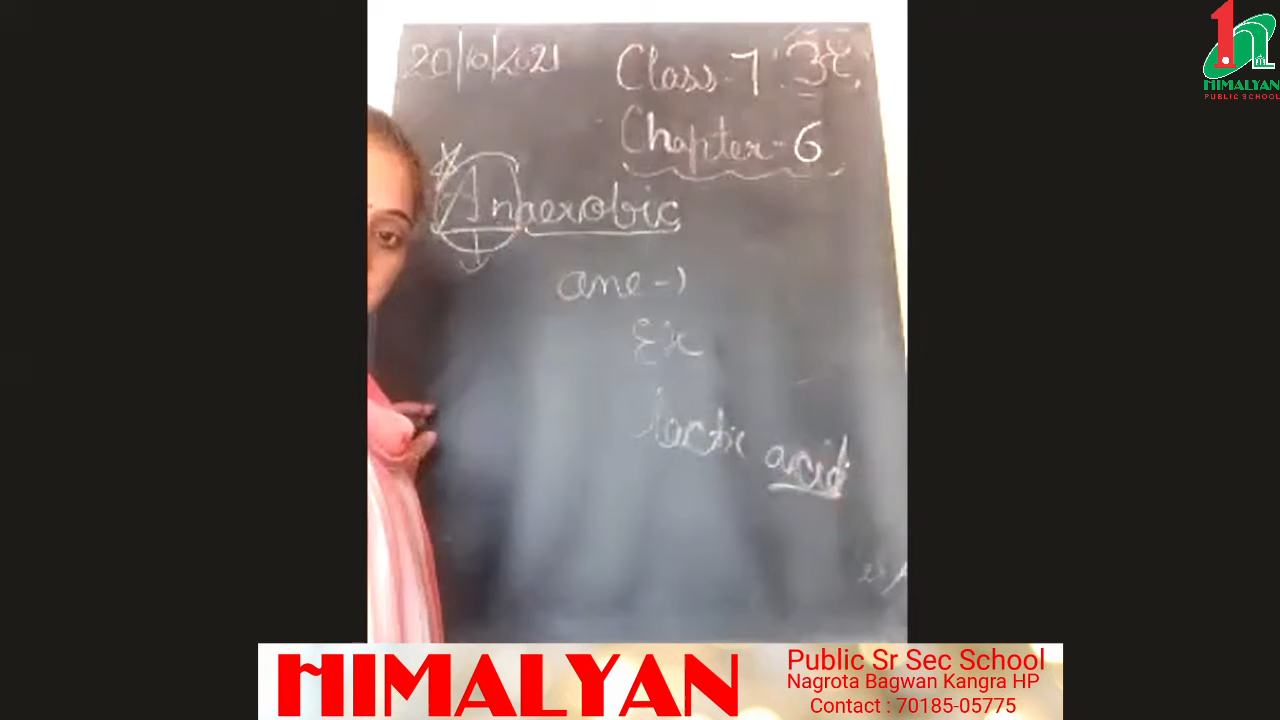 20/10/2021
Class-7
Chapter-6
Anaerobic
ane
Ex
lactic acid
HIMALYAN
PUBLIC SCHOOL
HIMALYAN
Public Sr Sec School
Nagrota Bagwan Kangra HP
Contact : 70185-05775